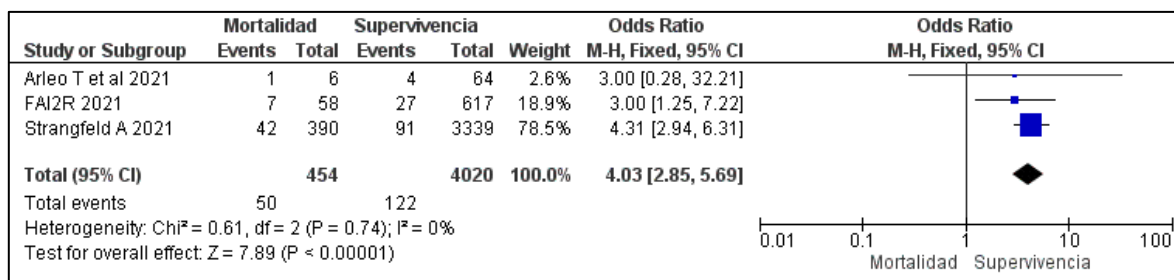 Mortalidad Supervivencia Odds Ratio Odds Ratio
Study or Subgroup Events Total Events Total Weight M-H, Fixed, 95% CI M-H, Fixed, 95% CI
Arleo T et al 2021 1 6 4 64 2.6% 3.00 [0.28, 32.21]
FAI2R 2021 7 58 27 617 18.9% 3.00 [1.25, 7.22]
Strangfeld A 2021 42 390 91 3339 78.5% 4.31 [2.94, 6.31]
Total (95% CI) 454 4020 100.0% 4.03 [2.85, 5.69]
Total events 50 122
Heterogeneity: Chi² = 0.61, df = 2 (P = 0.74); I² = 0%
Test for overall effect: Z = 7.89 (P < 0.00001)
0.01 0.1 1 10 100
Mortalidad Supervivencia